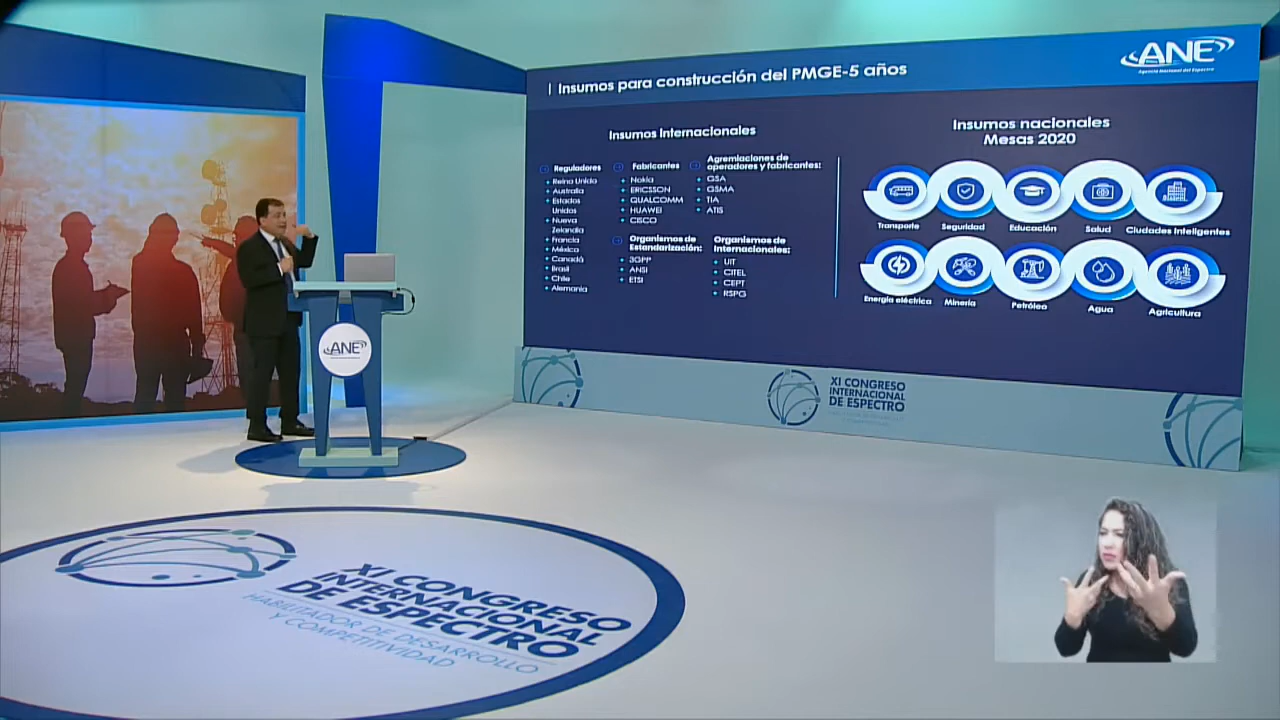 ANE
Agencia Nacional del Espectro
| Insumos para construcción del PMGE-5 años
Insumos Internacionales
Reguladores
Reino Unido
Australia
Estados
Unidos
Nueva
Zelandia
Francia
México
Canadá
Brasil
Chile
Alemania
Fabricantes
Nokia
ERICSSON
QUALCOMM
HUAWEI
CISCO
Agremiaciones de
operadores y fabricantes:
GSA
GSMA
TIA
ATIS
Organismos de
Estandarización:
3GPP
ANSI
ETSI
Organismos de
Internacionales:
UIT
CITEL
CEPT
RSPG
Insumos nacionales
Mesas 2020
Transporte
Seguridad
Educación
Salud
Ciudades Inteligentes
Energía eléctrica
Minería
Petróleo
Agua
Agricultura
XI CONGRESO
INTERNACIONAL
DE ESPECTRO
ANE
XI CONGRESO
INTERNACIONAL
DE ESPECTRO
HABILITADOR DE DESARROLLO
Y COMPETITIVIDAD